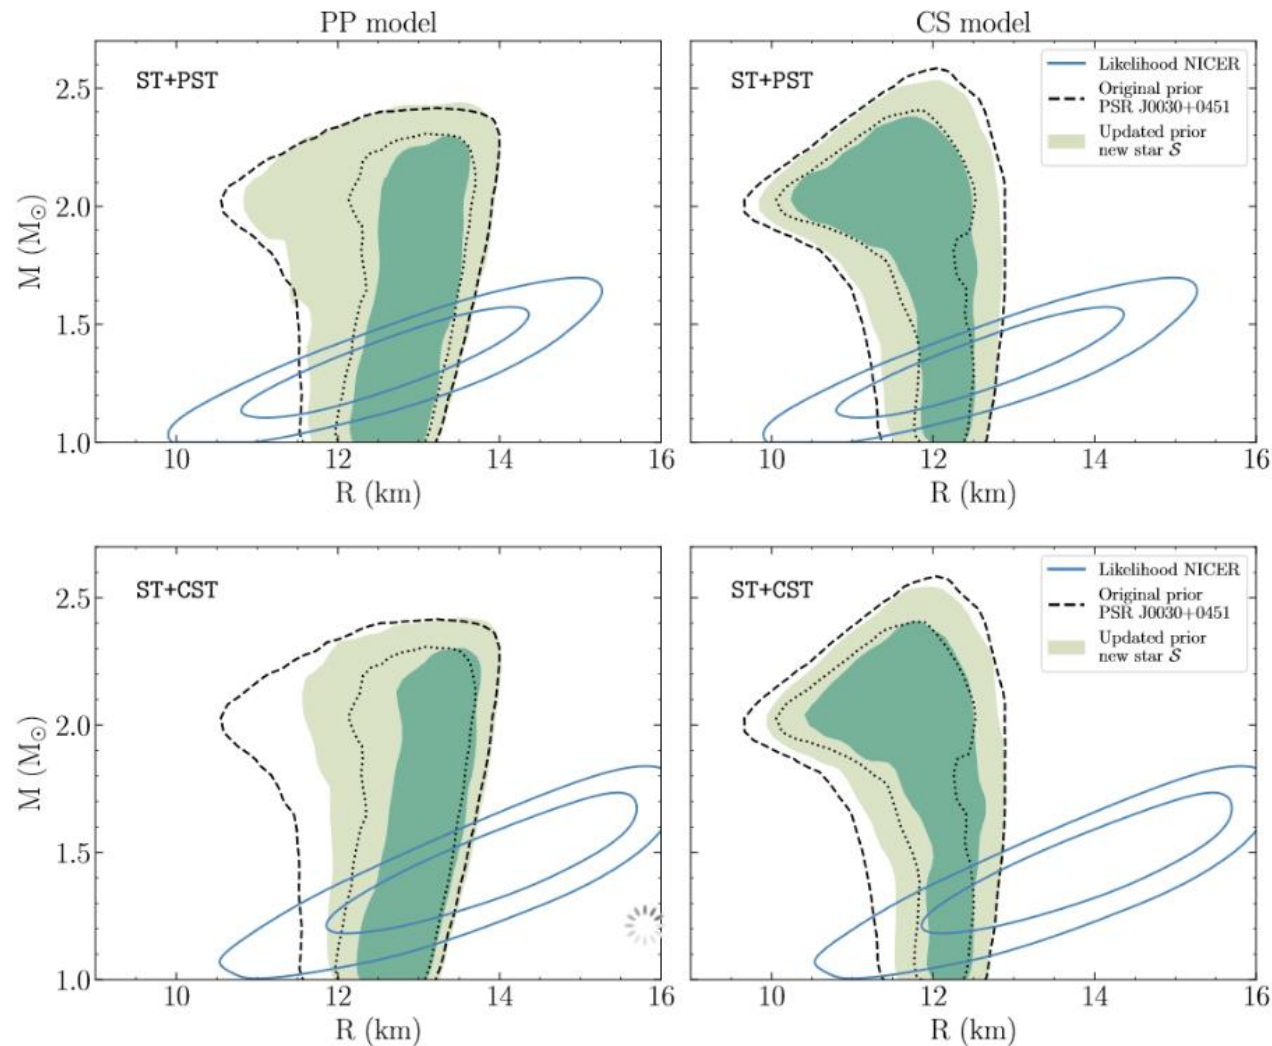 PP model
CS model
ST+PST
ST+PST
Likelihood NICER
Original prior
PSR J0030+0451
Updated prior
new star 𝒮
2.5
2.0
1.5
1.0
M (M⊙)
10 12 14 16
10 12 14 16
R (km)
R (km)
ST+CST
ST+CST
Likelihood NICER
Original prior
PSR J0030+0451
Updated prior
new star 𝒮
2.5
2.0
1.5
1.0
M (M⊙)
10 12 14 16
10 12 14 16
R (km)
R (km)